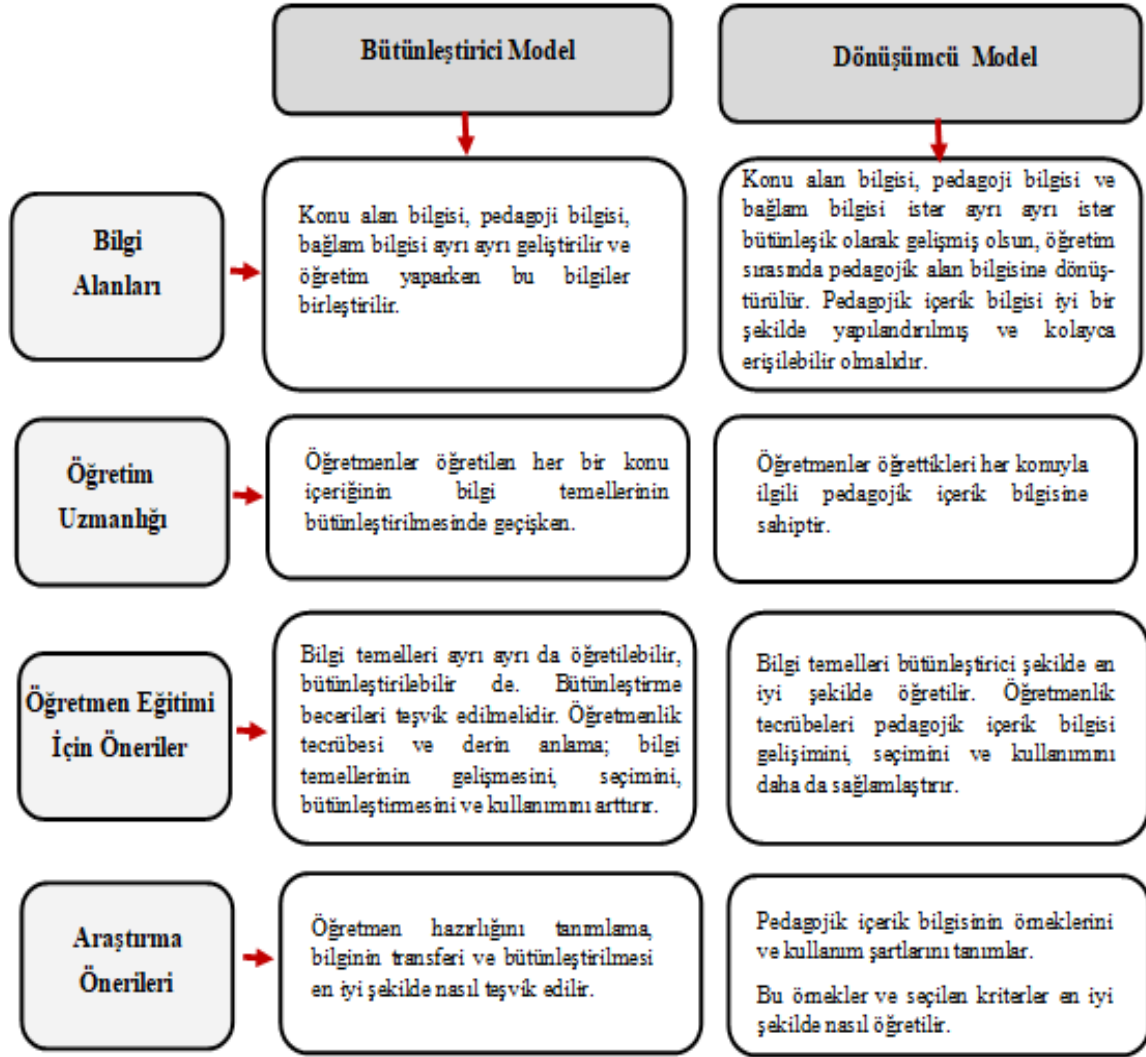 Bütünleştirici Model
Dönüşümcü Model
Bilgi
Alanları
Konu alan bilgisi, pedagoji bilgisi,
bağlam bilgisi ayrı ayrı geliştirilir ve
öğretim yaparken bu bilgiler
birleştirilir.
Konu alan bilgisi, pedagoji bilgisi ve
bağlam bilgisi ister ayrı ayrı ister
bütünleşik olarak gelişmiş olsun, öğretim
sırasında pedagojik alan bilgisine dönüş-
türülür. Pedagojik içerik bilgisi iyi bir
şekilde yapılandırılmış ve kolayca
erişilebilir olmalıdır.
Öğretim
Uzmanlığı
Öğretmenler öğretilen her bir konu
içeriğinin bilgi temellerinin
bütünleştirilmesinde geçişken.
Öğretmenler öğrettikleri her konuyla
ilgili pedagojik içerik bilgisine
sahiptir.
Öğretmen Eğitimi
İçin Öneriler
Bilgi temelleri ayrı ayrı da öğretilebilir,
bütünleştirilebilir de. Bütünleştirme
becerileri teşvik edilmelidir. Öğretmenlik
tecrübesi ve derin anlama; bilgi
temellerinin gelişmesini, seçimini,
bütünleştirmesini ve kullanımını arttırır.
Bilgi temelleri bütünleştirici şekilde en
iyi şekilde öğretilir. Öğretmenlik
tecrübeleri pedagojik içerik bilgisi
gelişimini, seçimini ve kullanımını
daha da sağlamlaştırır.
Araştırma
Önerileri
Öğretmen hazırlığını tanımlama,
bilginin transferi ve bütünleştirilmesi
en iyi şekilde nasıl teşvik edilir.
Pedagojik içerik bilgisinin örneklerini
ve kullanım şartlarını tanımlar.
Bu örnekler ve seçilen kriterler en iyi
şekilde nasıl öğretilir.